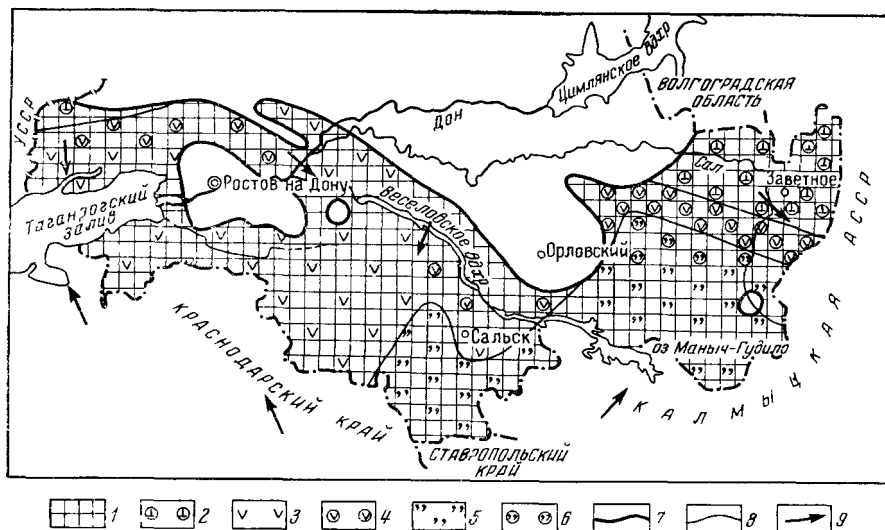 Цимлянское вдхр
ВОЛГОГРАДСКАЯ
ОБЛАСТЬ
УССР
Дон
Сал
Заветное
Ростов на Дону
Таганрогский
залив
Веселовское вдхр
Орловский
АССР
Сальск
оз Маныч-Гудило
КРАСНОДАРСКИЙ КРАЙ
КАЛМЫЦКАЯ
СТАВРОПОЛЬСКИЙ
КРАЙ
1 2 3 4 5 6 7 8 9